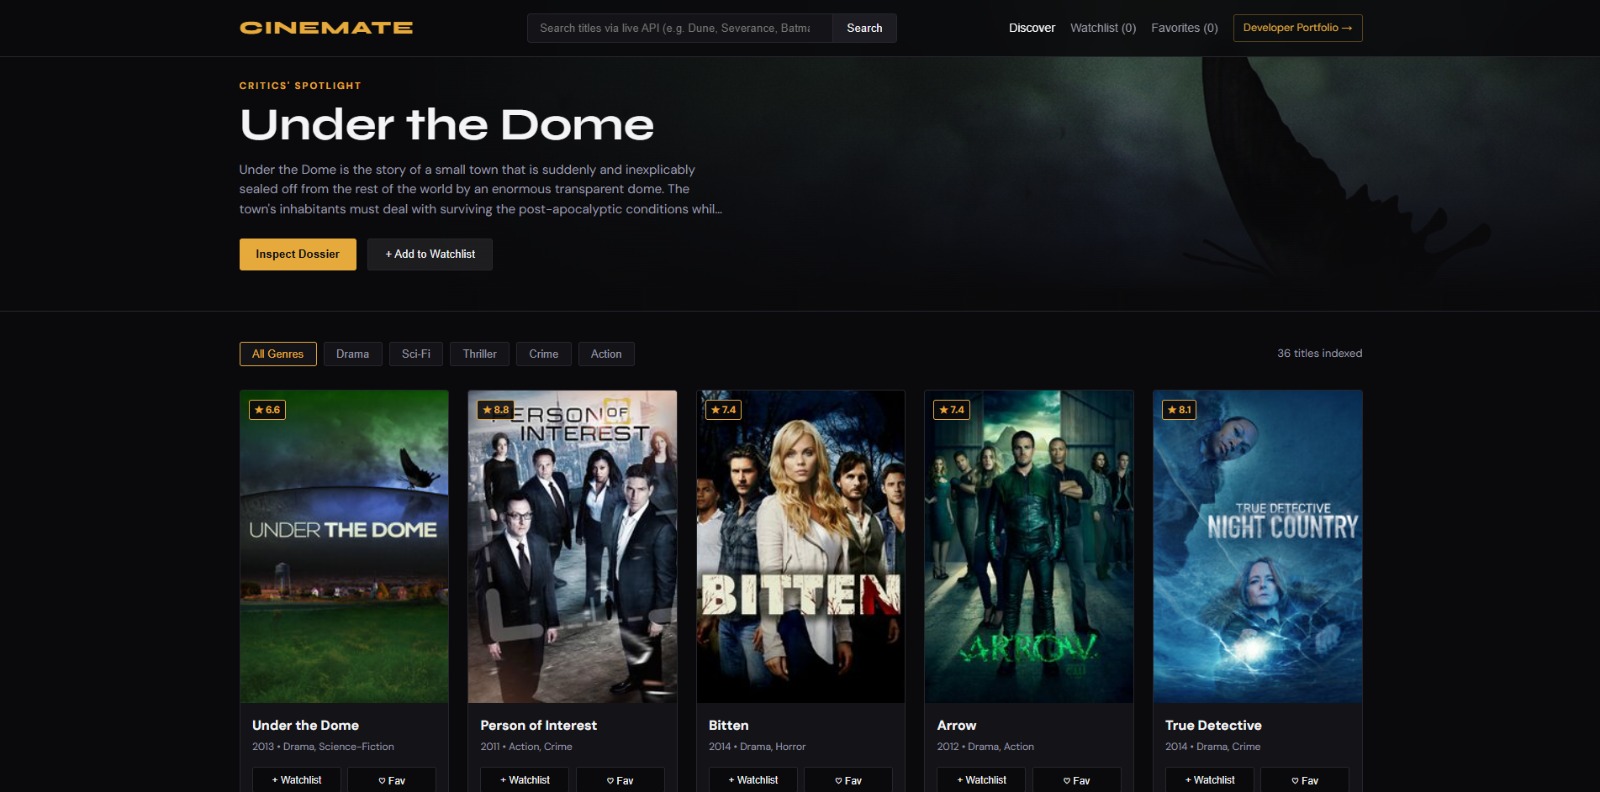 CINEMATE
Search titles via live API (e.g. Dune, Severance, Batma
Search
Discover
Watchlist (0)
Favorites (0)
Developer Portfolio →
CRITICS' SPOTLIGHT
Under the Dome
Under the Dome is the story of a small town that is suddenly and inexplicably
sealed off from the rest of the world by an enormous transparent dome. The
town's inhabitants must deal with surviving the post-apocalyptic conditions whil...
Inspect Dossier
+ Add to Watchlist
All Genres
Drama
Sci-Fi
Thriller
Crime
Action
36 titles indexed
★ 6.6
UNDER THE DOME
Under the Dome
2013 • Drama, Science-Fiction
+ Watchlist
♡ Fav
★ 8.8
PERSON OF
INTEREST
Person of Interest
2011 • Action, Crime
+ Watchlist
♡ Fav
★ 7.4
BITTEN
Bitten
2014 • Drama, Horror
+ Watchlist
♡ Fav
★ 7.4
ARROW
Arrow
2012 • Drama, Action
+ Watchlist
♡ Fav
★ 8.1
TRUE DETECTIVE
NIGHT COUNTRY
True Detective
2014 • Drama, Crime
+ Watchlist
♡ Fav